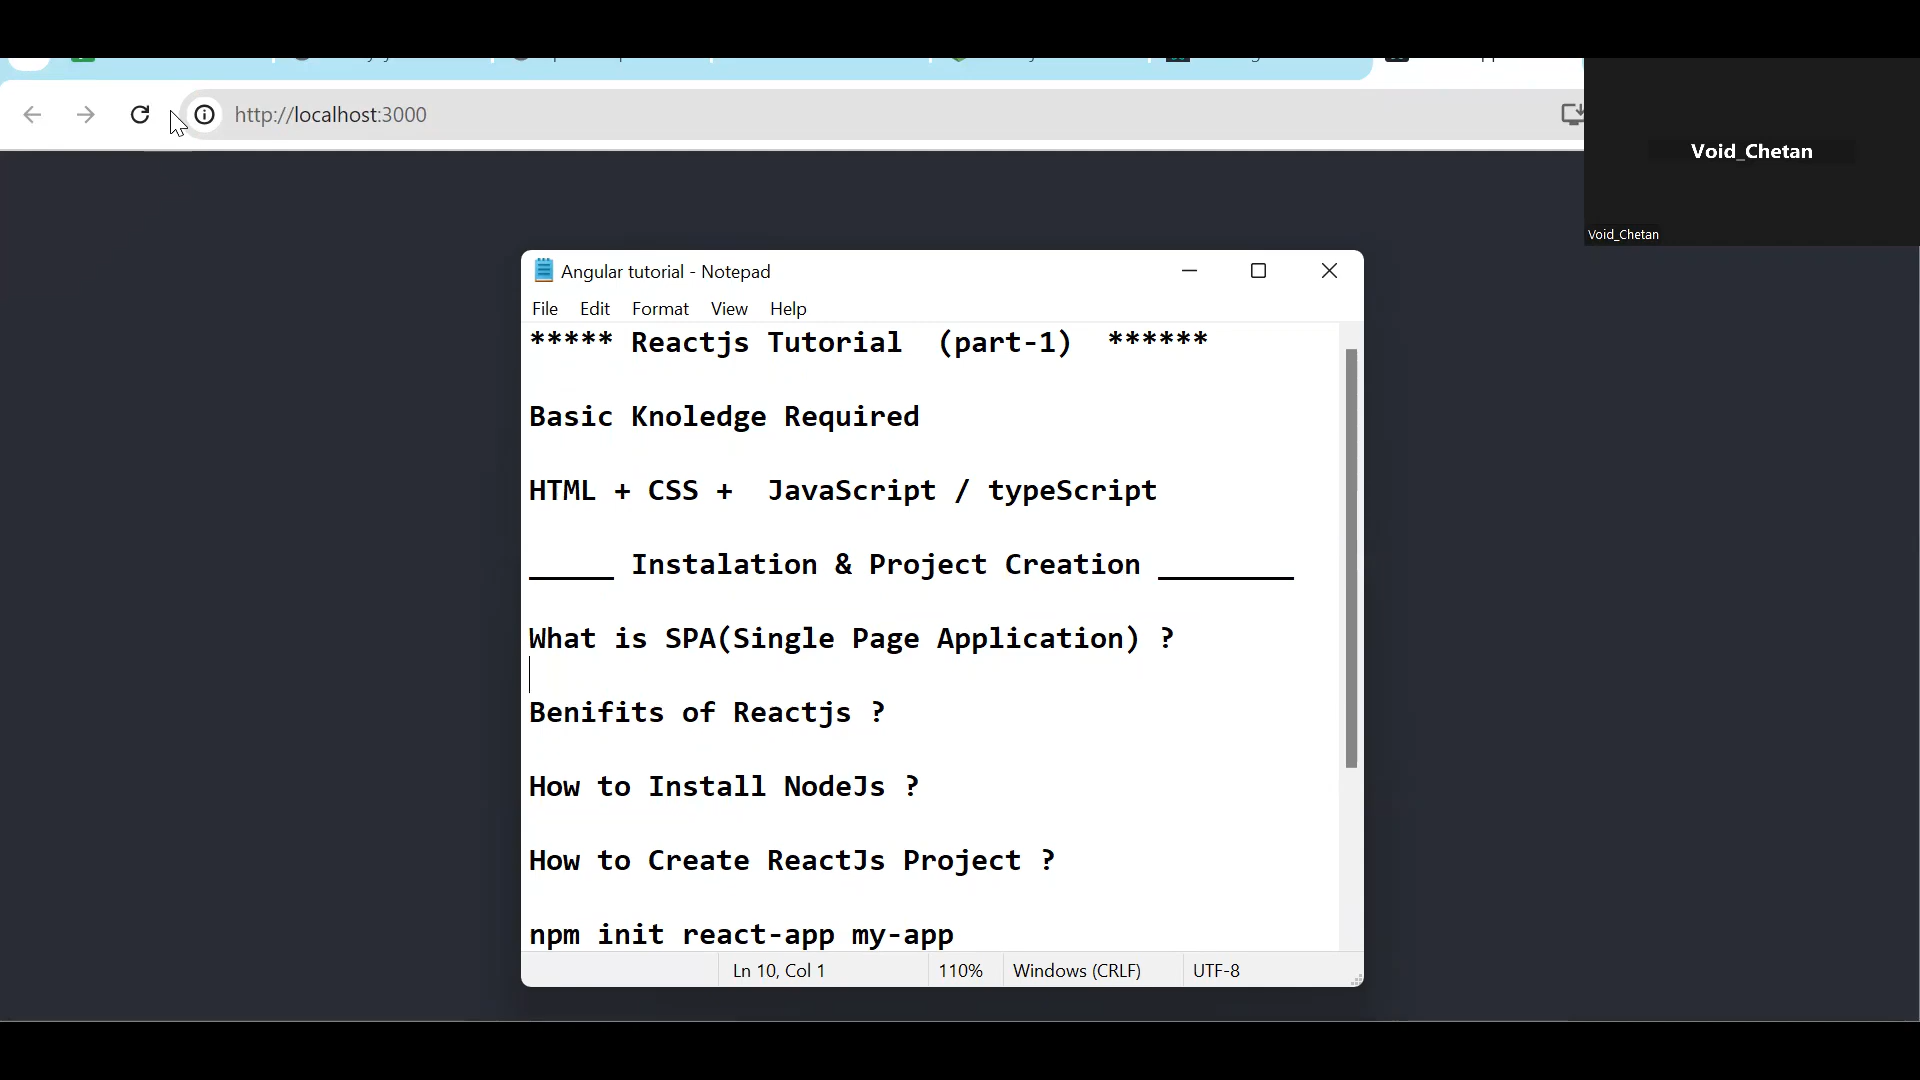 http://localhost:3000
Void_Chetan
Void_Chetan
Angular tutorial - Notepad
File Edit Format View Help
***** Reactjs Tutorial (part-1) ******
Basic Knoledge Required
HTML + CSS + JavaScript / typeScript
_____ Instalation & Project Creation ________
What is SPA(Single Page Application) ?
Benifits of Reactjs ?
How to Install NodeJs ?
How to Create ReactJs Project ?
npm init react-app my-app
Ln 10, Col 1 110% Windows (CRLF) UTF-8